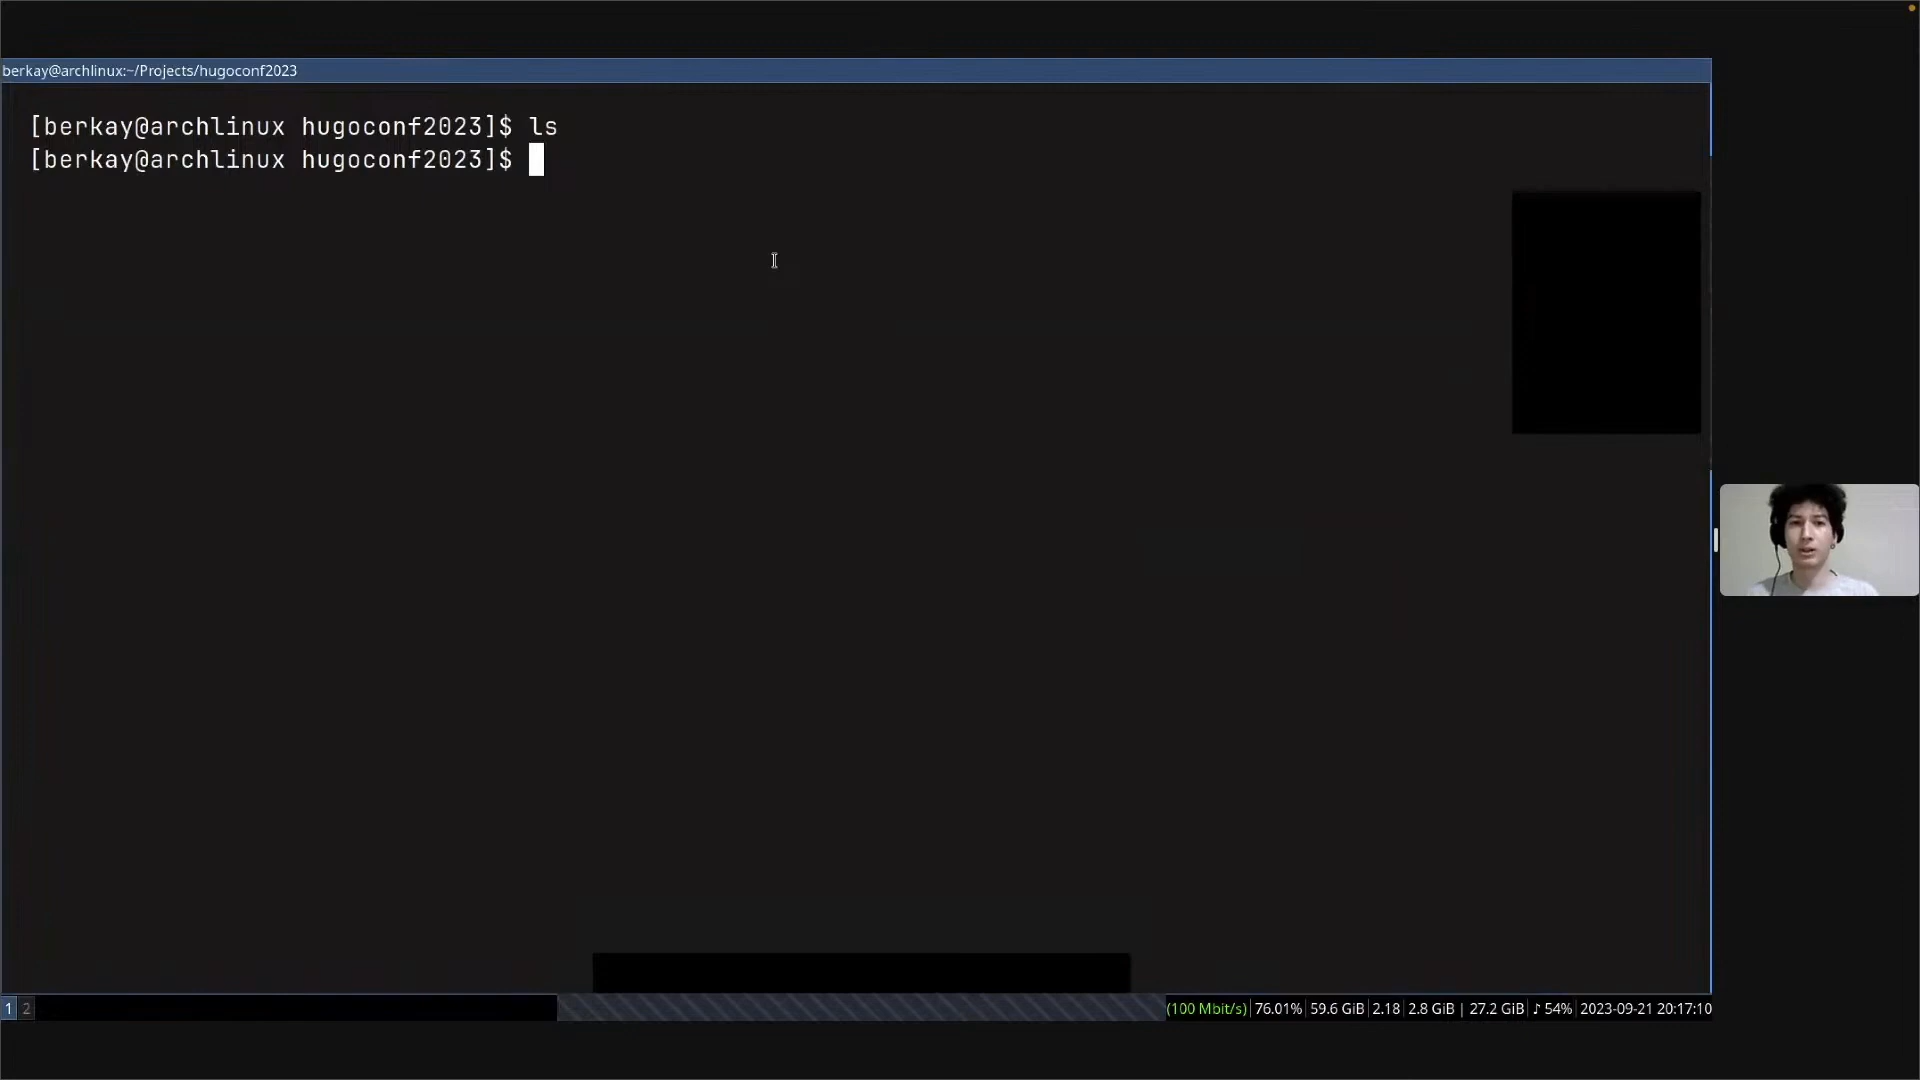 berkay@archlinux:~/Projects/hugoconf2023
[berkay@archlinux hugoconf2023]$ ls
[berkay@archlinux hugoconf2023]$
1 2 (100 Mbit/s) 76.01% 59.6 GiB 2.18 2.8 GiB | 27.2 GiB ♪ 54% 2023-09-21 20:17:10